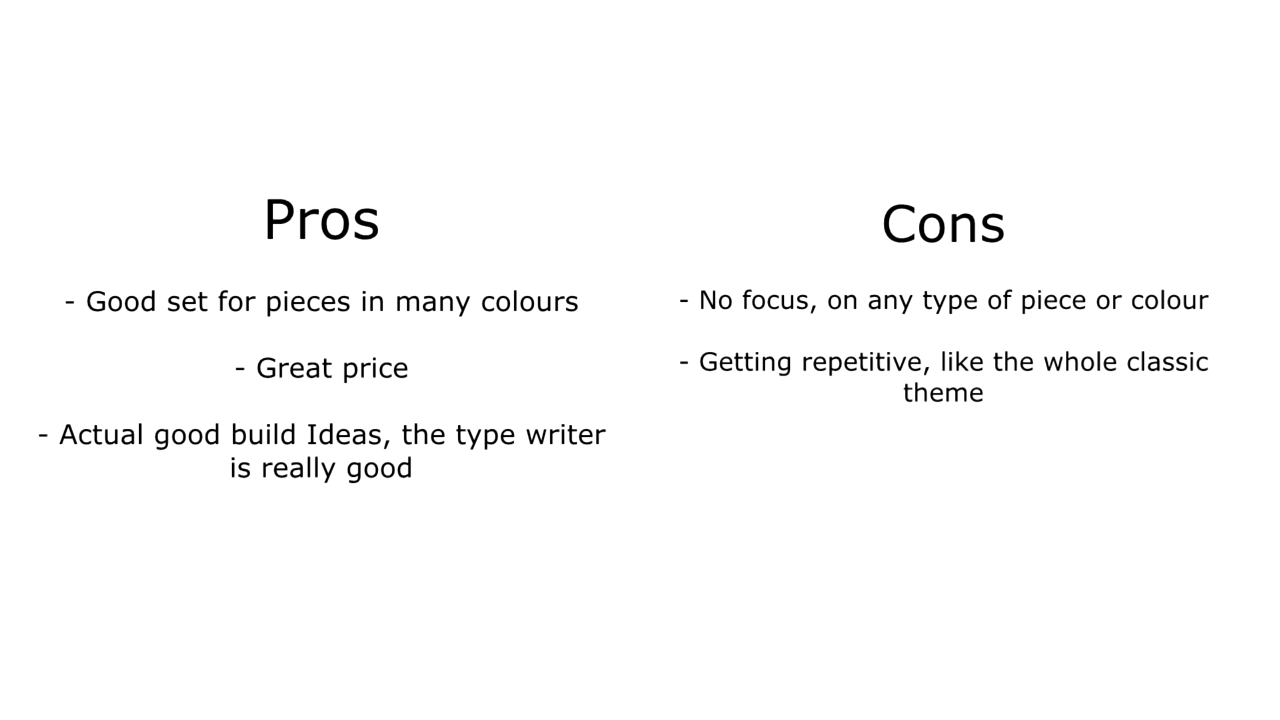 Pros
- Good set for pieces in many colours
- Great price
- Actual good build Ideas, the type writer
is really good
Cons
- No focus, on any type of piece or colour
- Getting repetitive, like the whole classic
theme